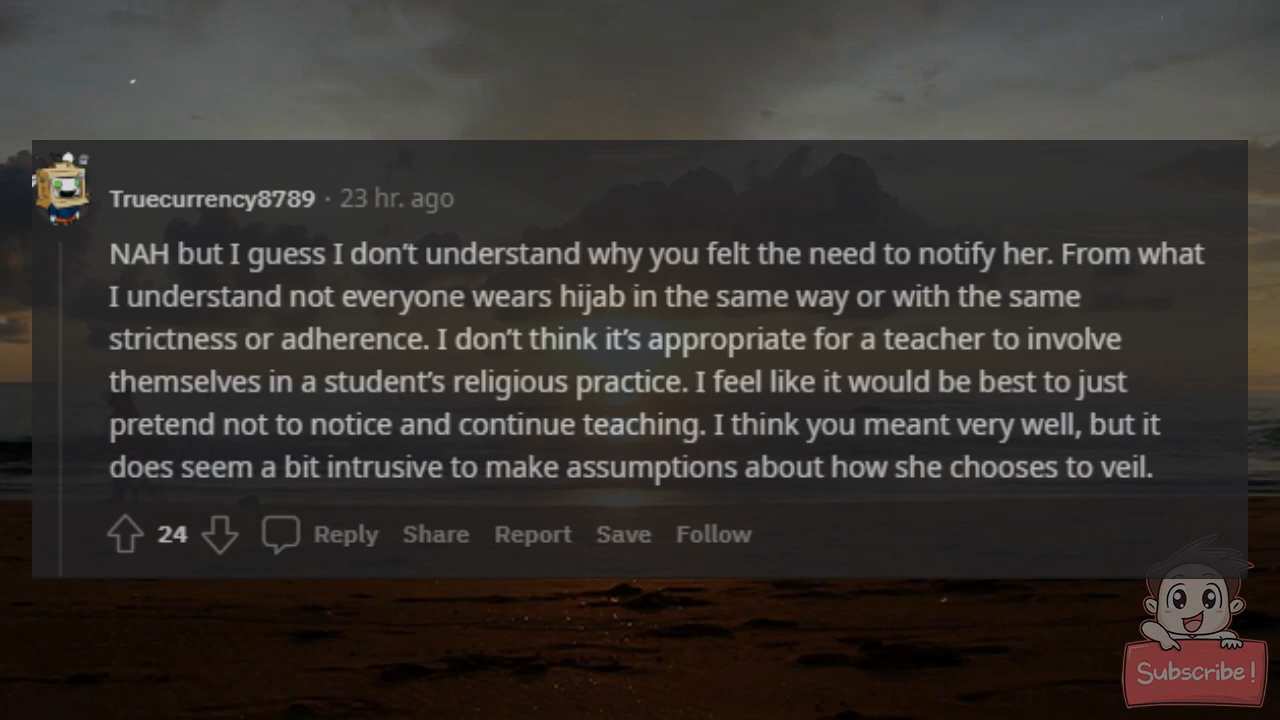 Truecurrency8789 · 23 hr. ago
NAH but I guess I don't understand why you felt the need to notify her. From what
I understand not everyone wears hijab in the same way or with the same
strictness or adherence. I don't think it's appropriate for a teacher to involve
themselves in a student's religious practice. I feel like it would be best to just
pretend not to notice and continue teaching. I think you meant very well, but it
does seem a bit intrusive to make assumptions about how she chooses to veil.
24 Reply Share Report Save Follow
Subscribe!